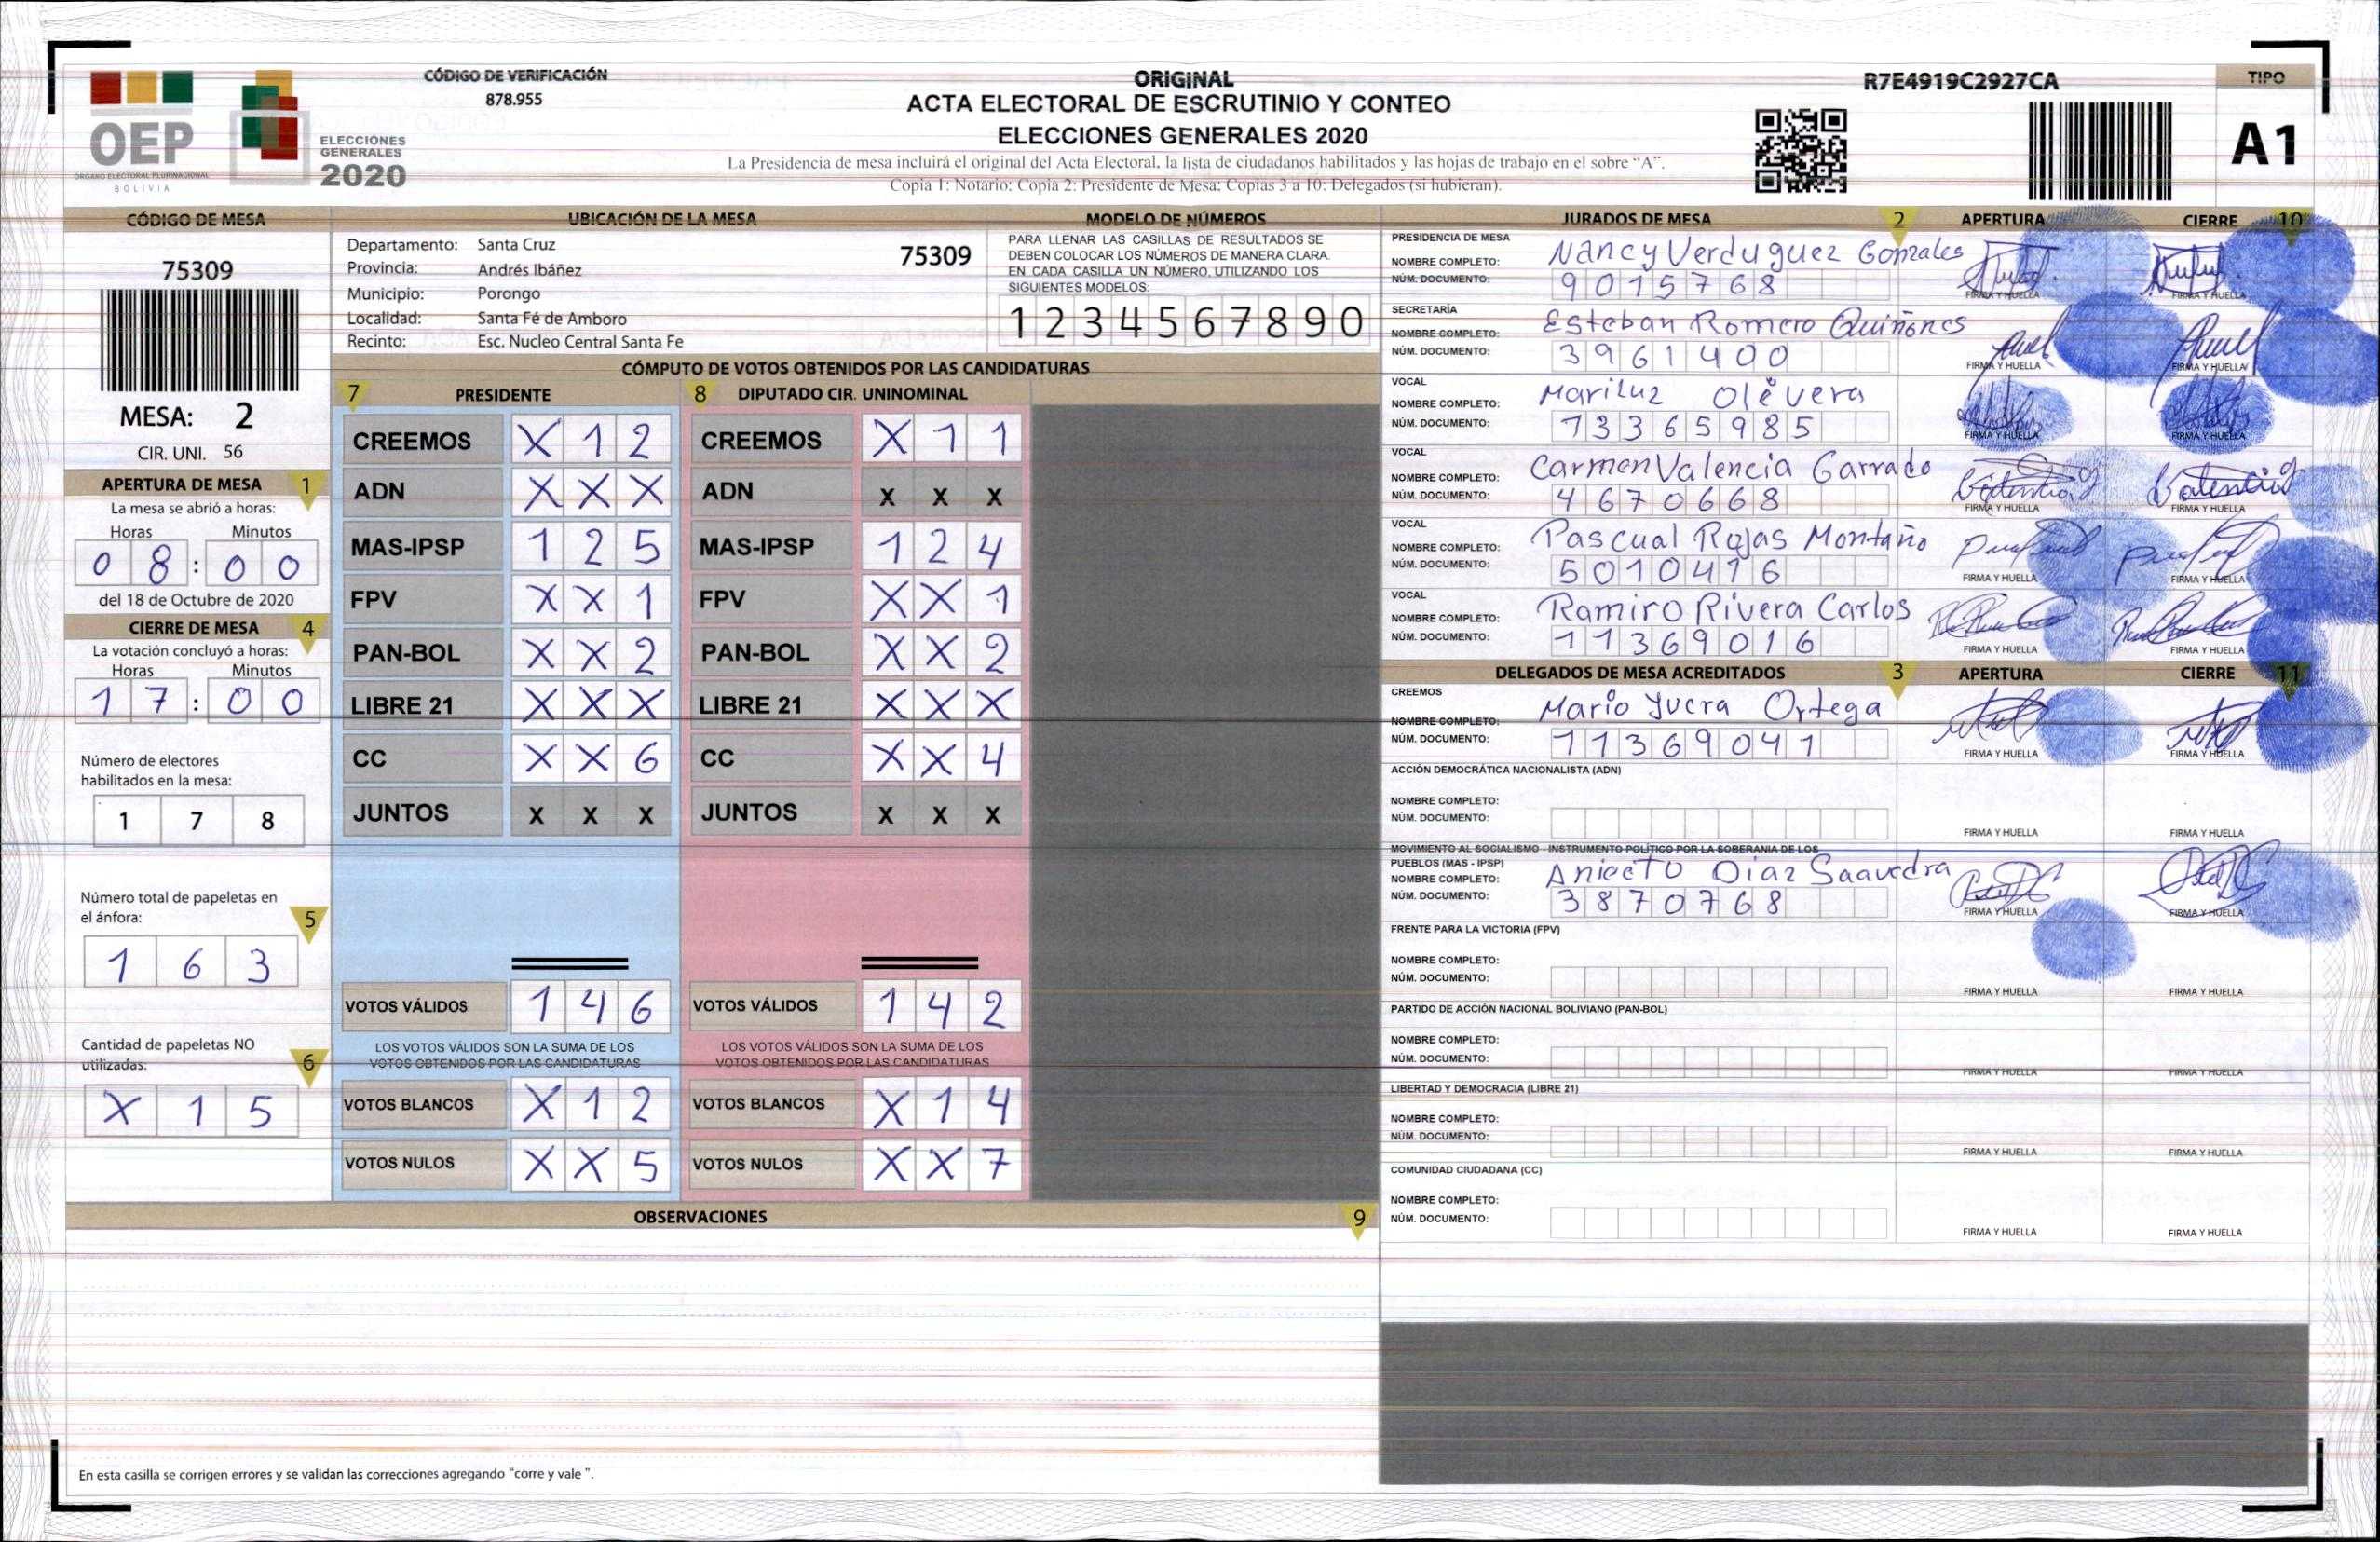 CÓDIGO DE VERIFICACIÓN
878.955
ORIGINAL
ACTA ELECTORAL DE ESCRUTINIO Y CONTEO
ELECCIONES GENERALES 2020
La Presidencia de mesa incluirá el original del Acta Electoral, la lista de ciudadanos habilitados y las hojas de trabajo en el sobre “A”.
Copia 1: Notario; Copia 2: Presidente de Mesa; Copias 3 a 10: Delegados (si hubieran).
R7E4919C2927CA
TIPO
A1
OEP
ÓRGANO ELECTORAL PLURINACIONAL
BOLIVIA
ELECCIONES
GENERALES
2020
CÓDIGO DE MESA
75309
MESA: 2
CIR. UNI. 56
APERTURA DE MESA 1
La mesa se abrió a horas:
Horas Minutos
0 8 : 0 0
del 18 de Octubre de 2020
CIERRE DE MESA 4
La votación concluyó a horas:
Horas Minutos
1 7 : 0 0
Número de electores
habilitados en la mesa:
1 7 8
Número total de papeletas en
el ánfora: 5
1 6 3
Cantidad de papeletas NO
utilizadas: 6
X 1 5
UBICACIÓN DE LA MESA
Departamento: Santa Cruz 75309
Provincia: Andrés Ibáñez
Municipio: Porongo
Localidad: Santa Fé de Amboro
Recinto: Esc. Nucleo Central Santa Fe
MODELO DE NÚMEROS
PARA LLENAR LAS CASILLAS DE RESULTADOS SE
DEBEN COLOCAR LOS NÚMEROS DE MANERA CLARA.
EN CADA CASILLA UN NÚMERO, UTILIZANDO LOS
SIGUIENTES MODELOS:
1 2 3 4 5 6 7 8 9 0
CÓMPUTO DE VOTOS OBTENIDOS POR LAS CANDIDATURAS
7 PRESIDENTE
CREEMOS X 1 2
ADN X X X
MAS-IPSP 1 2 5
FPV X X 1
PAN-BOL X X 2
LIBRE 21 X X X
CC X X 6
JUNTOS X X X
VOTOS VÁLIDOS 1 4 6
LOS VOTOS VÁLIDOS SON LA SUMA DE LOS
VOTOS OBTENIDOS POR LAS CANDIDATURAS
VOTOS BLANCOS X 1 2
VOTOS NULOS X X 5
8 DIPUTADO CIR. UNINOMINAL
CREEMOS X 1 1
ADN X X X
MAS-IPSP 1 2 4
FPV X X 1
PAN-BOL X X 2
LIBRE 21 X X X
CC X X 4
JUNTOS X X X
VOTOS VÁLIDOS 1 4 2
LOS VOTOS VÁLIDOS SON LA SUMA DE LOS
VOTOS OBTENIDOS POR LAS CANDIDATURAS
VOTOS BLANCOS X 1 4
VOTOS NULOS X X 7
OBSERVACIONES 9
En esta casilla se corrigen errores y se validan las correcciones agregando "corre y vale ".
JURADOS DE MESA 2 APERTURA CIERRE 10
PRESIDENCIA DE MESA
NOMBRE COMPLETO: Nancy Verduguez Gonzales
NÚM. DOCUMENTO: 9015768
FIRMA Y HUELLA FIRMA Y HUELLA
SECRETARÍA
NOMBRE COMPLETO: Esteban Romero Quiñones
NÚM. DOCUMENTO: 3961400
FIRMA Y HUELLA FIRMA Y HUELLA
VOCAL
NOMBRE COMPLETO: Mariluz Olevera
NÚM. DOCUMENTO: 13365985
FIRMA Y HUELLA FIRMA Y HUELLA
VOCAL
NOMBRE COMPLETO: Carmen Valencia Garrado
NÚM. DOCUMENTO: 4670668
FIRMA Y HUELLA FIRMA Y HUELLA
VOCAL
NOMBRE COMPLETO: Pascual Rojas Montaño
NÚM. DOCUMENTO: 5010416
FIRMA Y HUELLA FIRMA Y HUELLA
VOCAL
NOMBRE COMPLETO: Ramiro Rivera Carlos
NÚM. DOCUMENTO: 11369016
FIRMA Y HUELLA FIRMA Y HUELLA
DELEGADOS DE MESA ACREDITADOS 3 APERTURA CIERRE 11
CREEMOS
NOMBRE COMPLETO: Mario Yucra Ortega
NÚM. DOCUMENTO: 11369041
FIRMA Y HUELLA FIRMA Y HUELLA
ACCIÓN DEMOCRÁTICA NACIONALISTA (ADN)
NOMBRE COMPLETO:
NÚM. DOCUMENTO:
FIRMA Y HUELLA FIRMA Y HUELLA
MOVIMIENTO AL SOCIALISMO - INSTRUMENTO POLÍTICO POR LA SOBERANIA DE LOS
PUEBLOS (MAS - IPSP)
NOMBRE COMPLETO: Aniceto Diaz Saavedra
NÚM. DOCUMENTO: 3870768
FIRMA Y HUELLA FIRMA Y HUELLA
FRENTE PARA LA VICTORIA (FPV)
NOMBRE COMPLETO:
NÚM. DOCUMENTO:
FIRMA Y HUELLA FIRMA Y HUELLA
PARTIDO DE ACCIÓN NACIONAL BOLIVIANO (PAN-BOL)
NOMBRE COMPLETO:
NÚM. DOCUMENTO:
FIRMA Y HUELLA FIRMA Y HUELLA
LIBERTAD Y DEMOCRACIA (LIBRE 21)
NOMBRE COMPLETO:
NÚM. DOCUMENTO:
FIRMA Y HUELLA FIRMA Y HUELLA
COMUNIDAD CIUDADANA (CC)
NOMBRE COMPLETO:
NÚM. DOCUMENTO:
FIRMA Y HUELLA FIRMA Y HUELLA